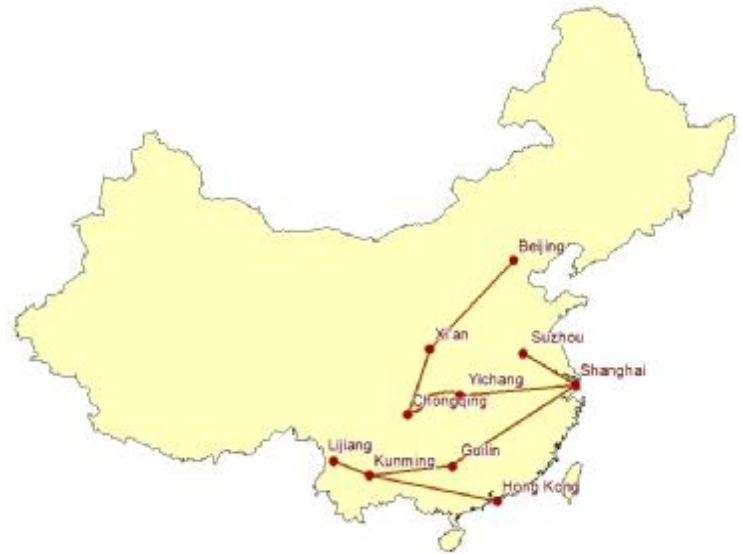 Beijing
Xi'an
Suzhou
Shanghai
Yichang
Chongqing
Lijiang
Kunming
Guilin
Hong Kong